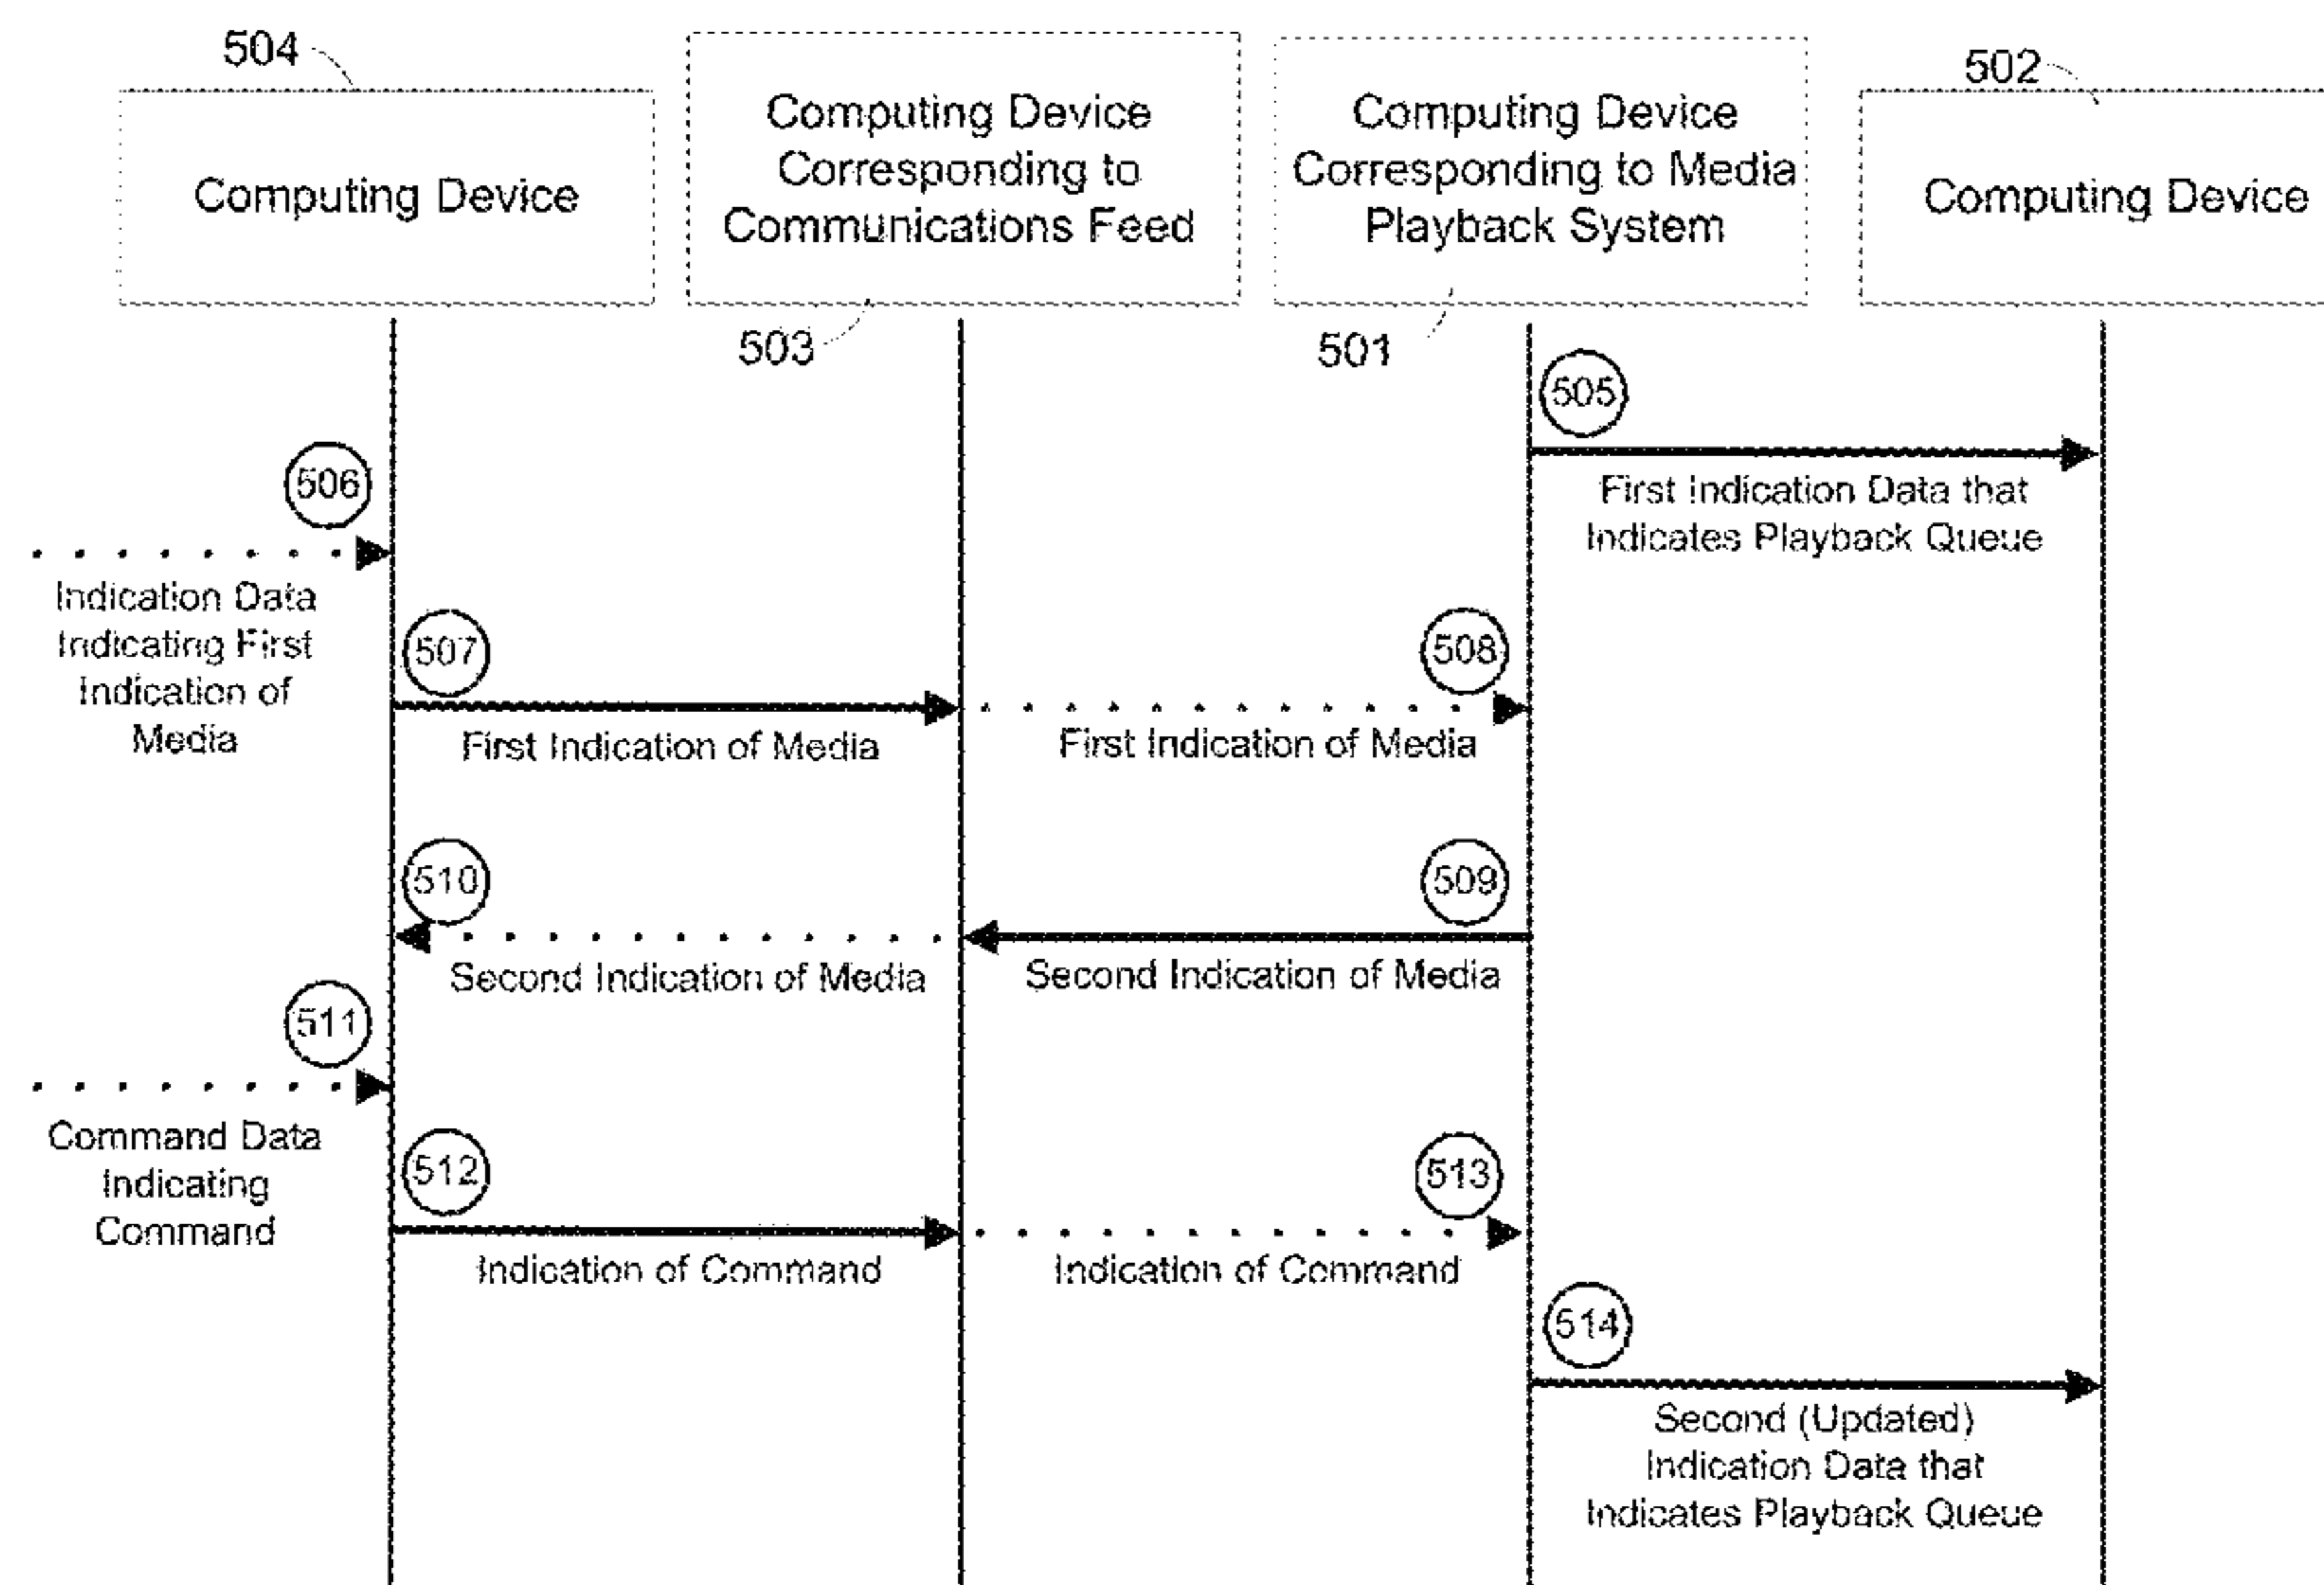 504
502
Computing Device
Computing Device
Corresponding to
Communications Feed
Computing Device
Corresponding to Media
Playback System
Computing Device
503
501
505
First Indication Data that
Indicates Playback Queue
506
Indication Data
Indicating First
Indication of
Media
507
First Indication of Media
508
First Indication of Media
510
Second Indication of Media
509
Second Indication of Media
511
Command Data
Indicating
Command
512
Indication of Command
513
Indication of Command
514
Second (Updated)
Indication Data that
Indicates Playback Queue